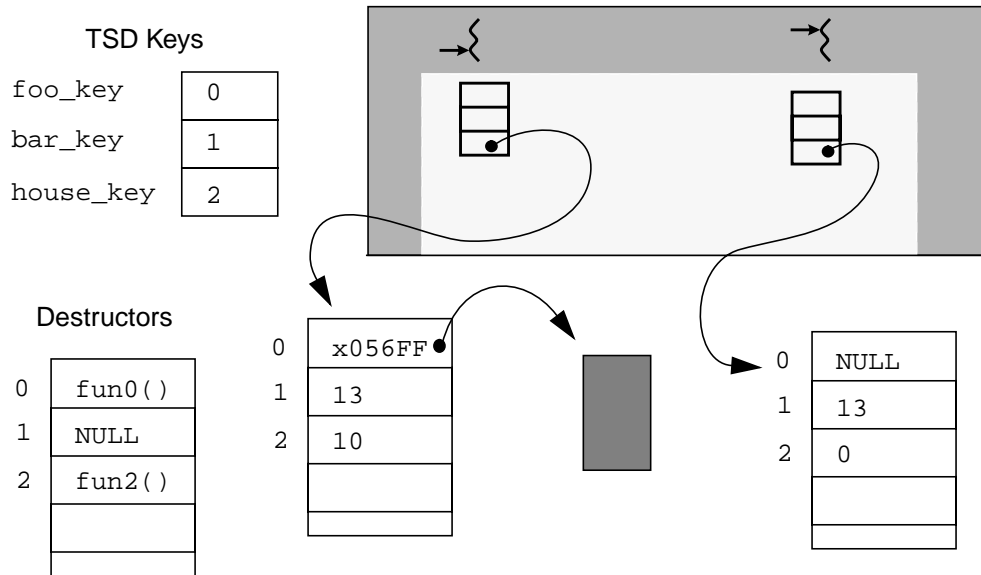 TSD Keys
foo_key 0
bar_key 1
house_key 2
Destructors
0 fun0()
1 NULL
2 fun2()
0 x056FF
1 13
2 10
0 NULL
1 13
2 0